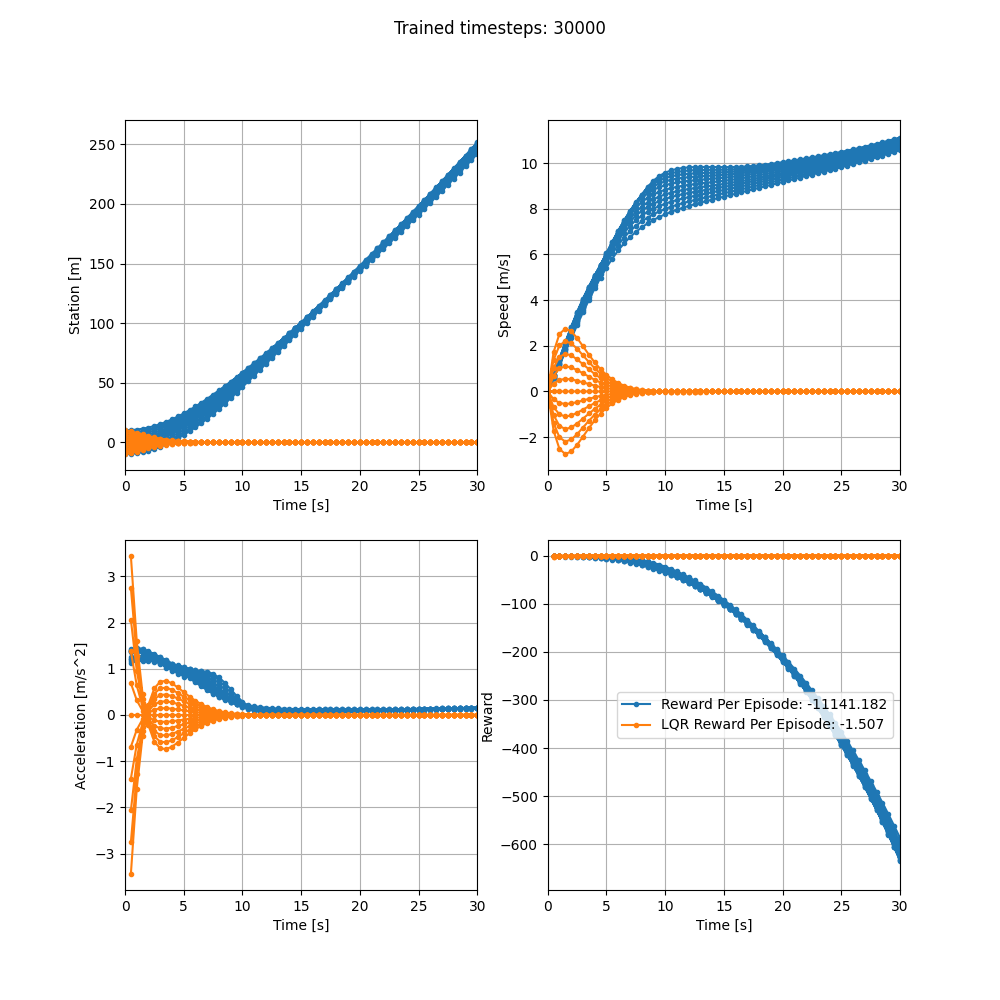 Trained timesteps: 30000
Station [m]
250
200
150
100
50
0
0 5 10 15 20 25 30
Time [s]
Speed [m/s]
10
8
6
4
2
0
−2
0 5 10 15 20 25 30
Time [s]
Acceleration [m/s^2]
3
2
1
0
−1
−2
−3
0 5 10 15 20 25 30
Time [s]
Reward
0
−100
−200
−300
−400
−500
−600
Reward Per Episode: -11141.182
LQR Reward Per Episode: -1.507
0 5 10 15 20 25 30
Time [s]